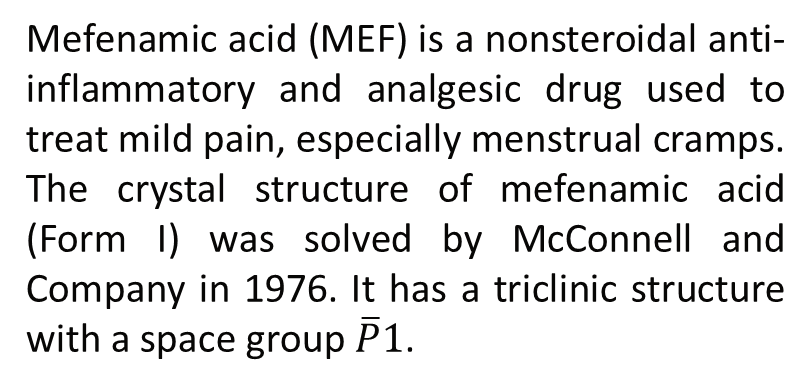 Mefenamic acid (MEF) is a nonsteroidal anti-
inflammatory and analgesic drug used to
treat mild pain, especially menstrual cramps.
The crystal structure of mefenamic acid
(Form I) was solved by McConnell and
Company in 1976. It has a triclinic structure
with a space group P̅1.